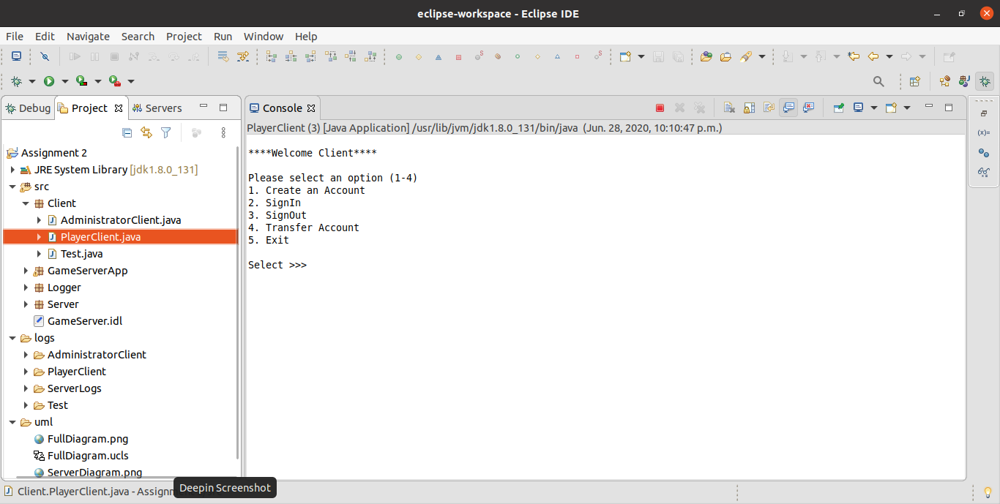 eclipse-workspace - Eclipse IDE
File Edit Navigate Search Project Run Window Help
Debug Project Servers
Console
PlayerClient (3) [Java Application] /usr/lib/jvm/jdk1.8.0_131/bin/java (Jun. 28, 2020, 10:10:47 p.m.)
Assignment 2
JRE System Library [jdk1.8.0_131]
src
Client
AdministratorClient.java
PlayerClient.java
Test.java
GameServerApp
Logger
Server
GameServer.idl
logs
AdministratorClient
PlayerClient
ServerLogs
Test
uml
FullDiagram.png
FullDiagram.ucls
ServerDiagram.png
****Welcome Client****
Please select an option (1-4)
1. Create an Account
2. SignIn
3. SignOut
4. Transfer Account
5. Exit
Select >>>
(x)=
Client.PlayerClient.java - Assignm
Deepin Screenshot